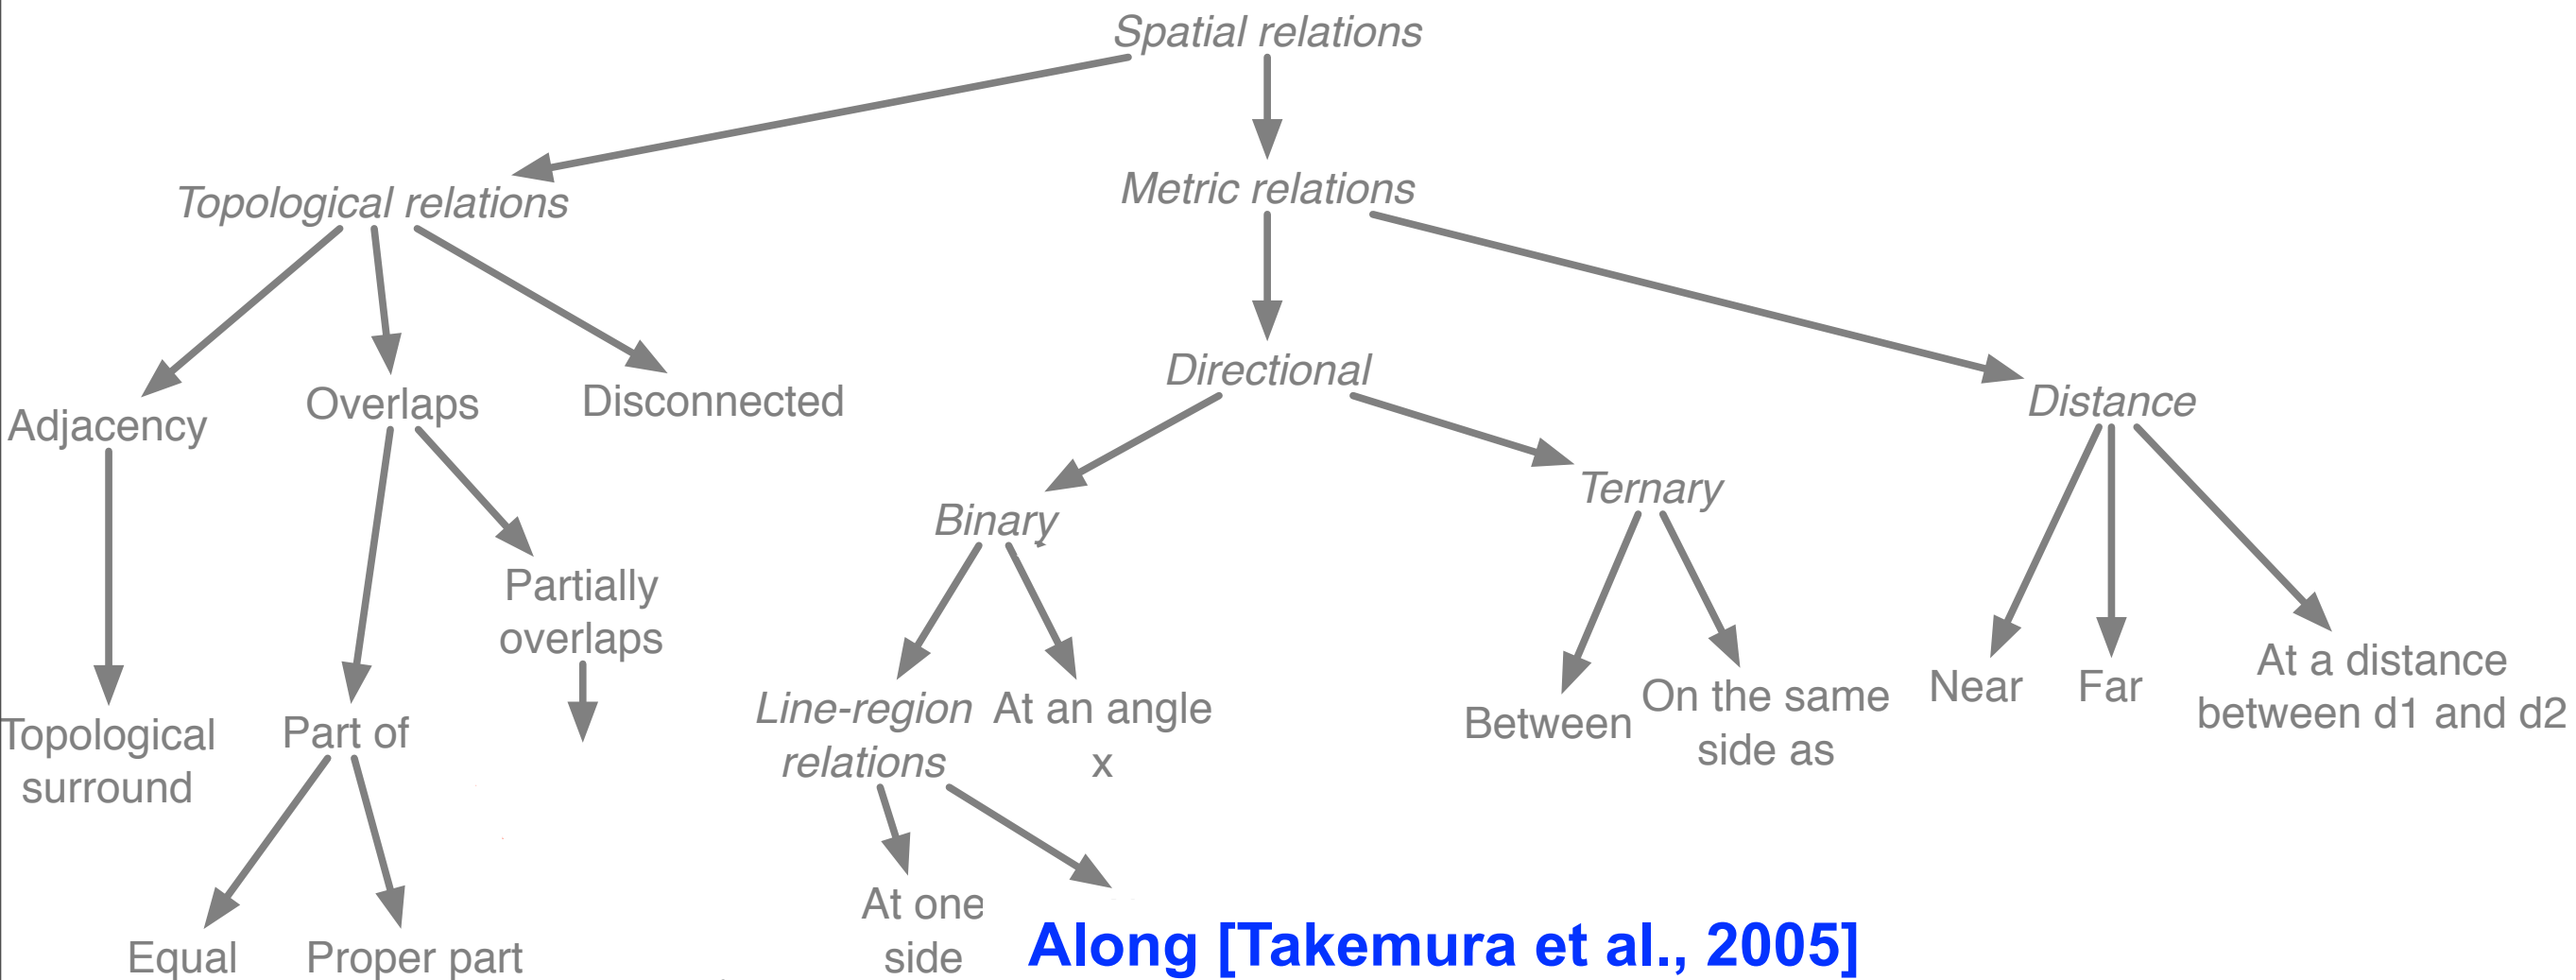 Spatial relations
Topological relations
Metric relations
Adjacency
Overlaps
Disconnected
Directional
Distance
Binary
Ternary
Partially
overlaps
Topological
surround
Part of
Line-region
relations
At an angle
x
Between
On the same
side as
Near
Far
At a distance
between d1 and d2
Equal
Proper part
At one
side
Along [Takemura et al., 2005]